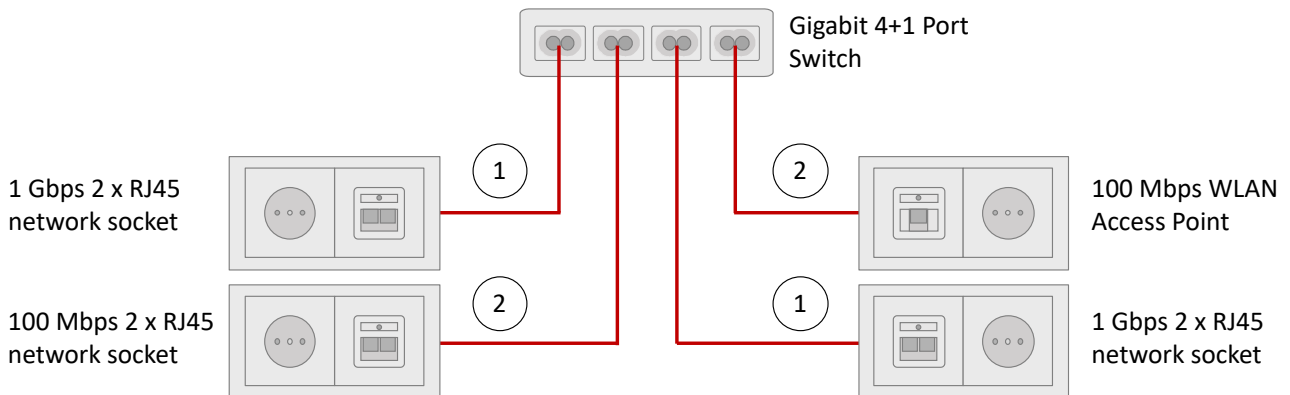 Gigabit 4+1 Port
Switch
1
2
1 Gbps 2 x RJ45
network socket
100 Mbps WLAN
Access Point
2
1
100 Mbps 2 x RJ45
network socket
1 Gbps 2 x RJ45
network socket